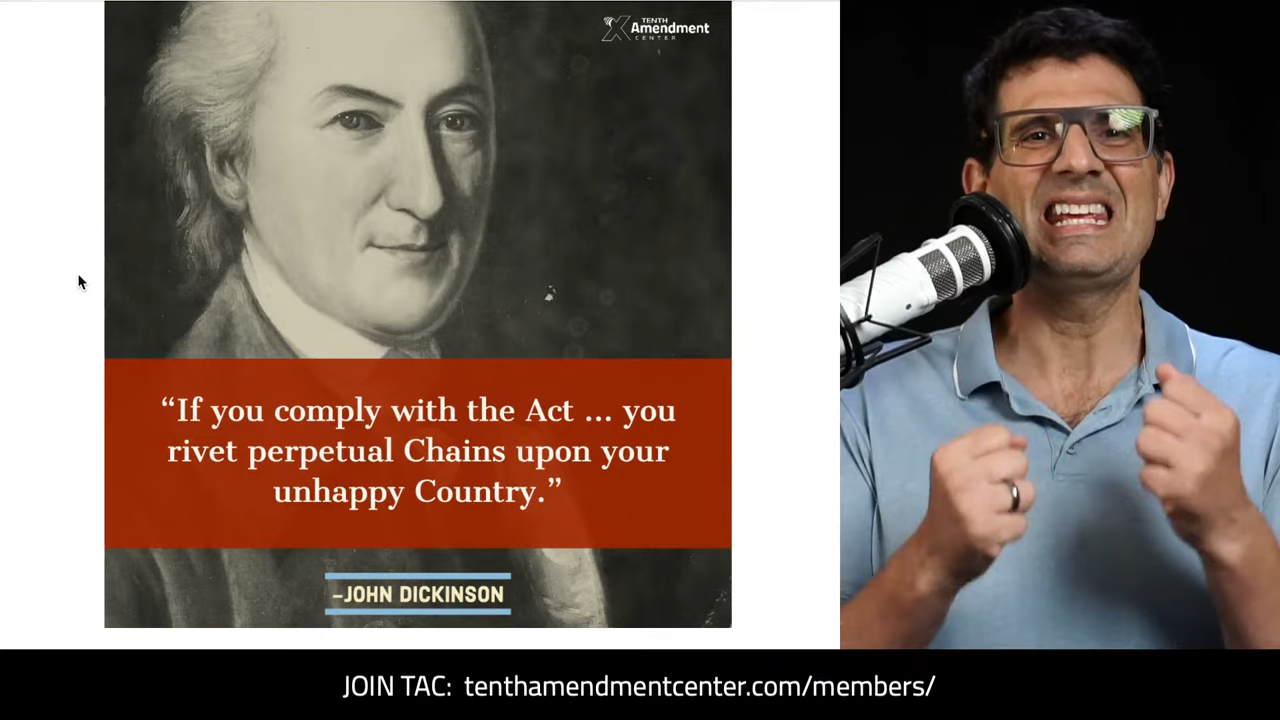 TENTH
Amendment
CENTER
“If you comply with the Act ... you
rivet perpetual Chains upon your
unhappy Country.”
–JOHN DICKINSON
JOIN TAC: tenthamendmentcenter.com/members/